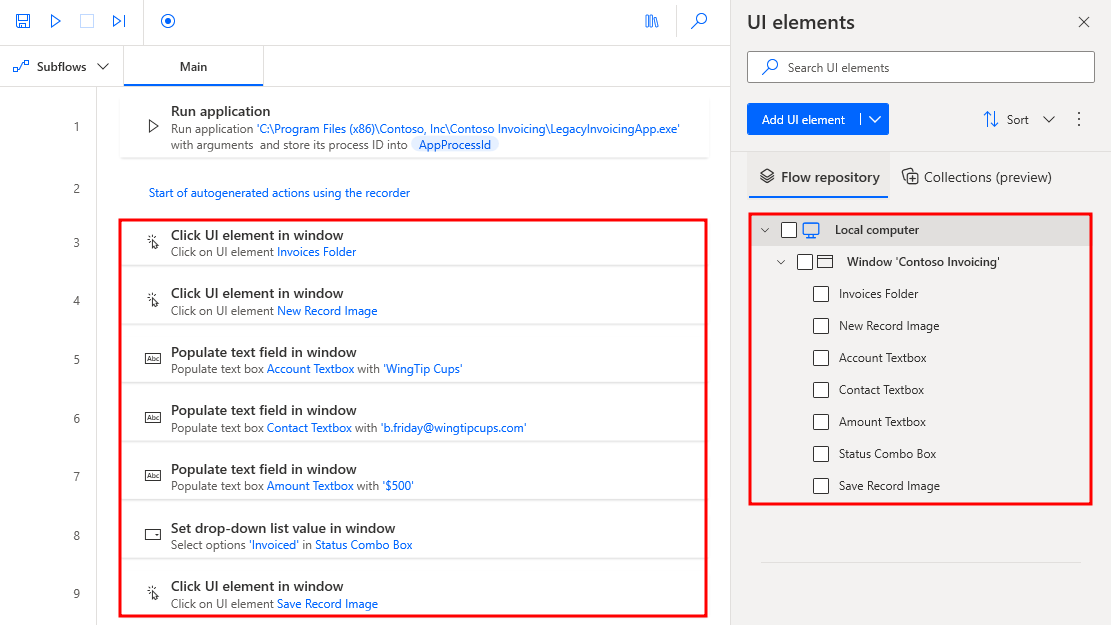 Subflows
Main
1
Run application
Run application 'C:\Program Files (x86)\Contoso, Inc\Contoso Invoicing\LegacyInvoicingApp.exe'
with arguments and store its process ID into AppProcessId
2
Start of autogenerated actions using the recorder
3
Click UI element in window
Click on UI element Invoices Folder
4
Click UI element in window
Click on UI element New Record Image
5
Abc
Populate text field in window
Populate text box Account Textbox with 'WingTip Cups'
6
Abc
Populate text field in window
Populate text box Contact Textbox with 'b.friday@wingtipcups.com'
7
Abc
Populate text field in window
Populate text box Amount Textbox with '$500'
8
Set drop-down list value in window
Select options 'Invoiced' in Status Combo Box
9
Click UI element in window
Click on UI element Save Record Image
UI elements
Search UI elements
Add UI element
Sort
Flow repository
Collections (preview)
Local computer
Window 'Contoso Invoicing'
Invoices Folder
New Record Image
Account Textbox
Contact Textbox
Amount Textbox
Status Combo Box
Save Record Image